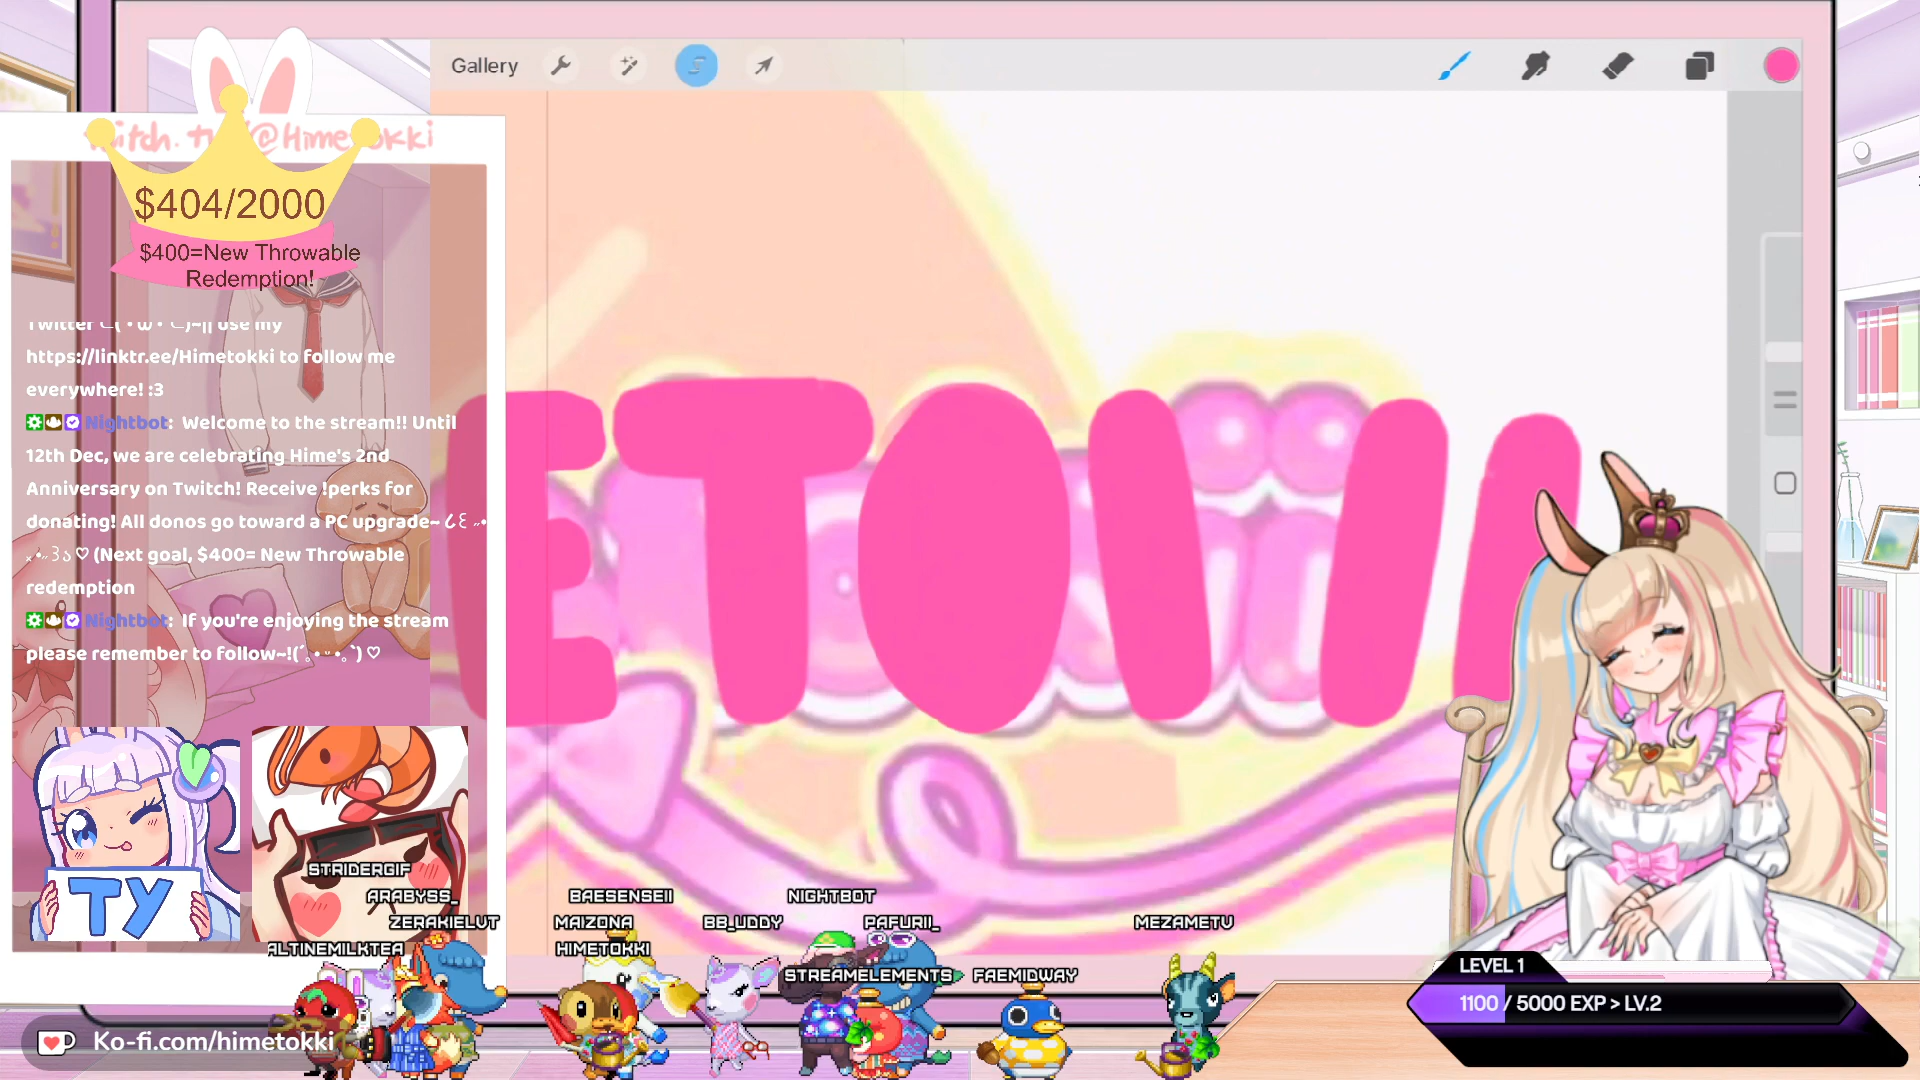 Gallery
twitch.tv/@Himetokki
$404/2000
$400=New Throwable
Redemption!
Twitter use my
https://linktr.ee/Himetokki to follow me
everywhere! :3
Nightbot: Welcome to the stream!! Until
12th Dec, we are celebrating Hime's 2nd
Anniversary on Twitch! Receive !perks for
donating! All donos go toward a PC upgrade~
♡ (Next goal, $400= New Throwable
redemption
Nightbot: If you're enjoying the stream
please remember to follow~!(´。• ᵕ •。`) ♡
ETO
TY
STRIDERGIF
ARABYSS_
ZERAKIELVT
ALTINEMILKTEA
BAESENSEII
MAIZONA
HIMETOKKI
BB_UDDY
NIGHTBOT
PAFURII_
STREAMELEMENTS
FAEMIDWAY
MEZAMETV
LEVEL 1
1100 / 5000 EXP > LV.2
Ko-fi.com/himetokki